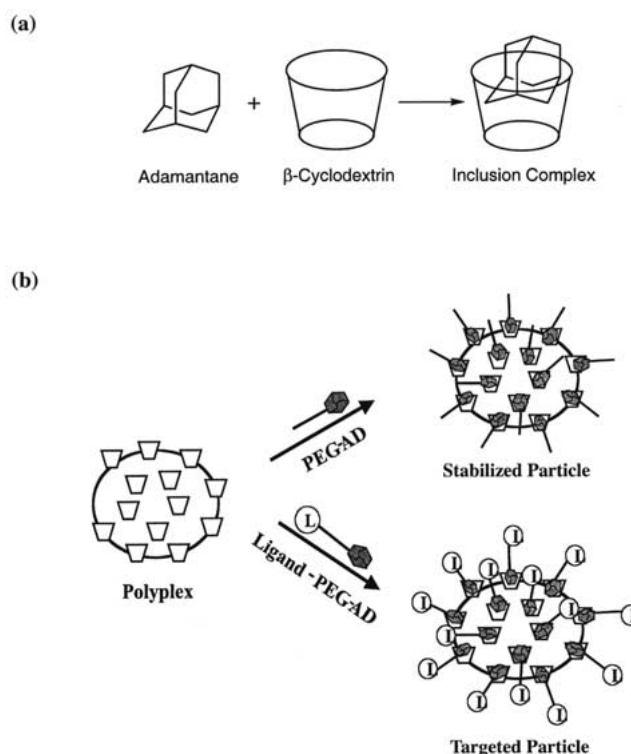 (a)
+
Adamantane
β-Cyclodextrin
Inclusion Complex
(b)
PEG-AD
Stabilized Particle
L
Ligand -PEG-AD
Polyplex
L
L
L
L
L
L
L
L
L
L
L
L
L
L
Targeted Particle